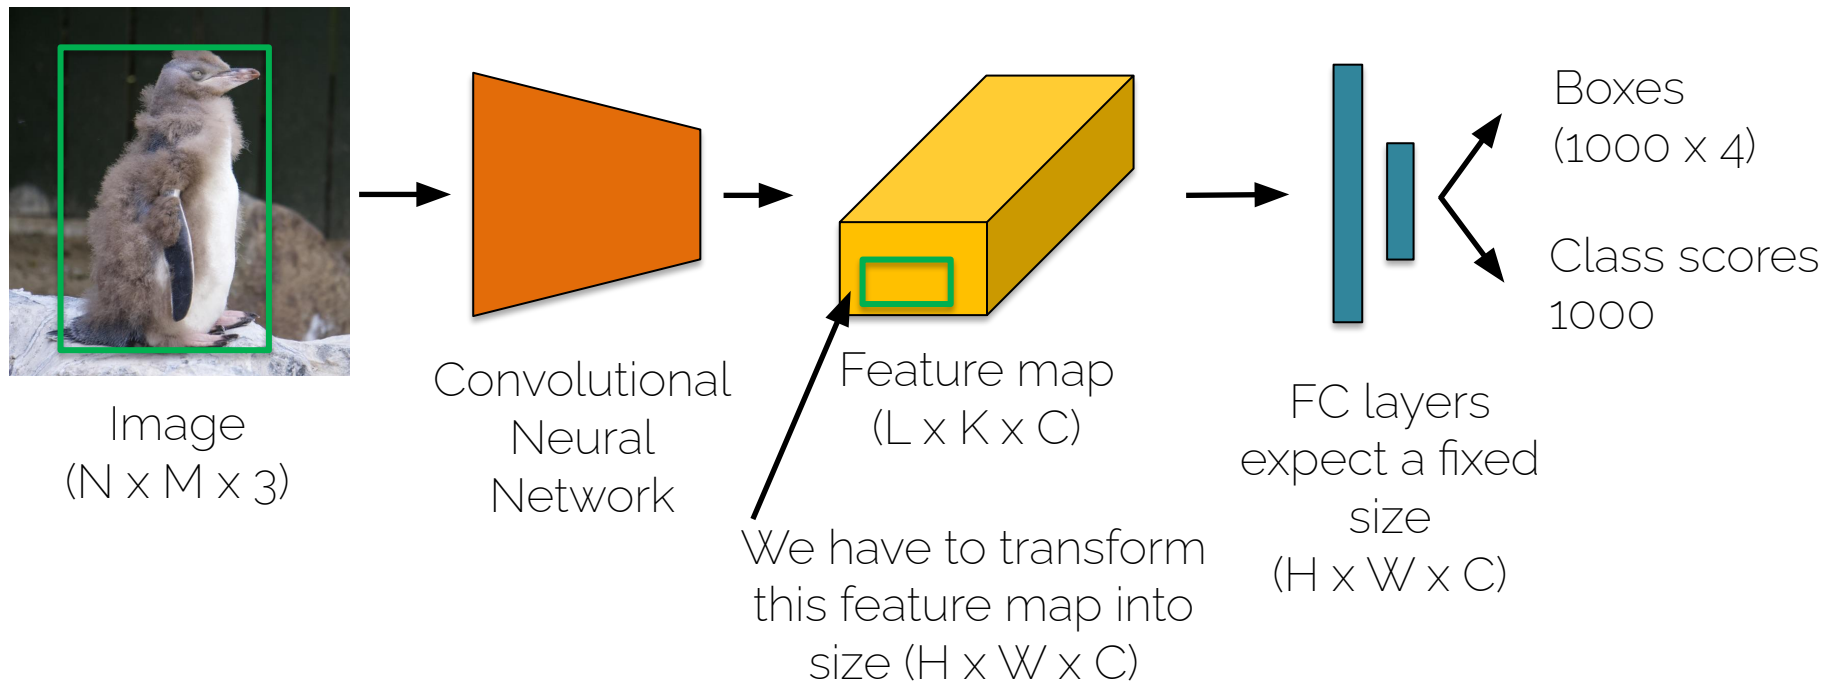 Image
(N x M x 3)
Convolutional
Neural
Network
Feature map
(L x K x C)
We have to transform
this feature map into
size (H x W x C)
FC layers
expect a fixed
size
(H x W x C)
Boxes
(1000 x 4)
Class scores
1000